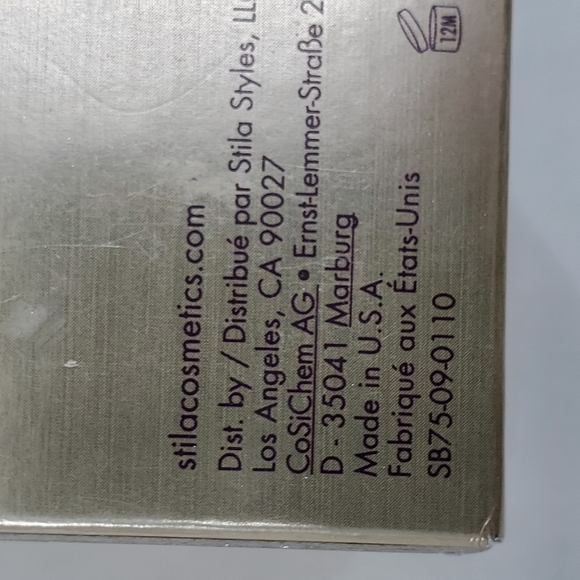 stilacosmetics.com
Dist. by / Distribué par Stila Styles,
Los Angeles, CA 90027
CoSiChem AG • Ernst-Lemmer-Straße
D - 35041 Marburg
Made in U.S.A.
Fabriqué aux États-Unis
SB75-09-0110
12M